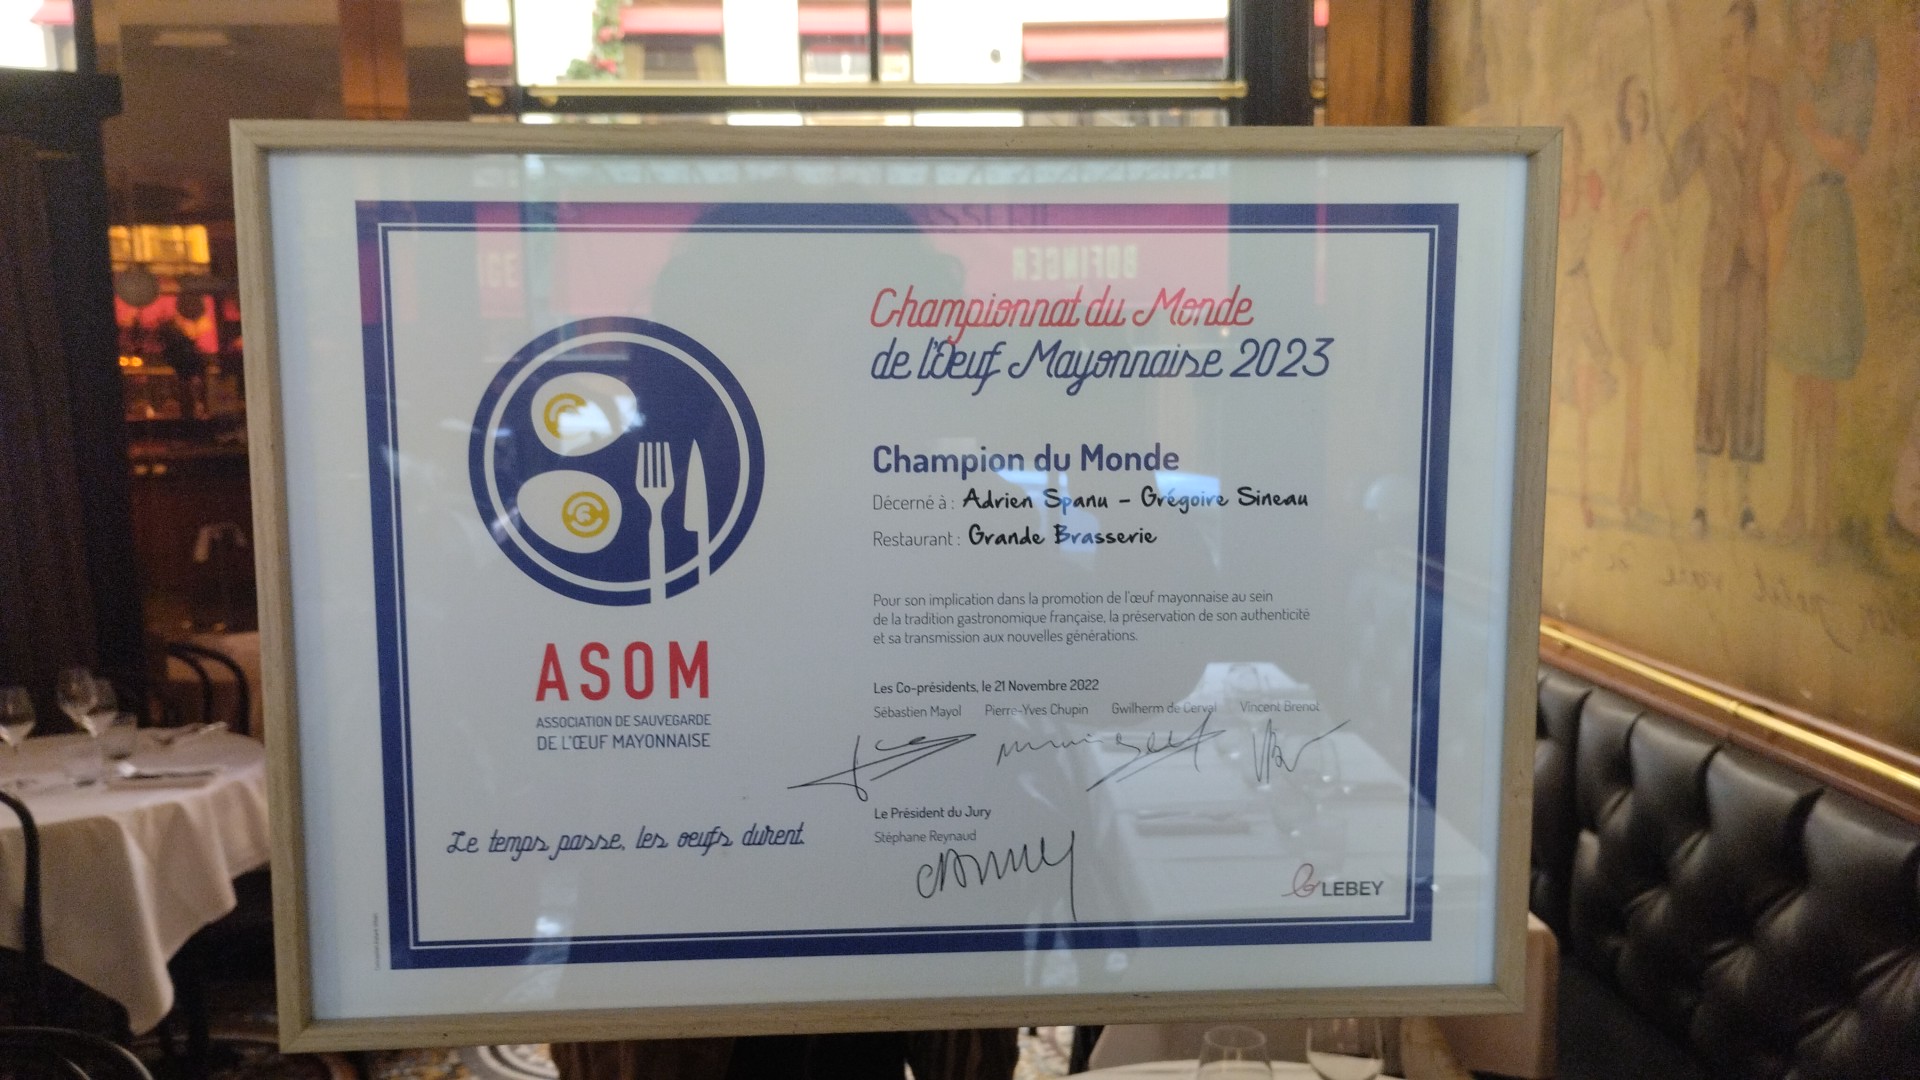 BOFINGER
Championnat du Monde
de l'Oeuf Mayonnaise 2023
Champion du Monde
Décerné à : Adrien Spanu - Grégoire Sineau
Restaurant : Grande Brasserie
Pour son implication dans la promotion de l'œuf mayonnaise au sein
de la tradition gastronomique française, la préservation de son authenticité
et sa transmission aux nouvelles générations.
Les Co-présidents, le 21 Novembre 2022
Sébastien Mayol Pierre-Yves Chupin Gwilherm de Cerval Vincent Brenot
Le Président du Jury
Stéphane Reynaud
LEBEY
ASOM
ASSOCIATION DE SAUVEGARDE
DE L'ŒUF MAYONNAISE
Le temps passe, les oeufs durent.